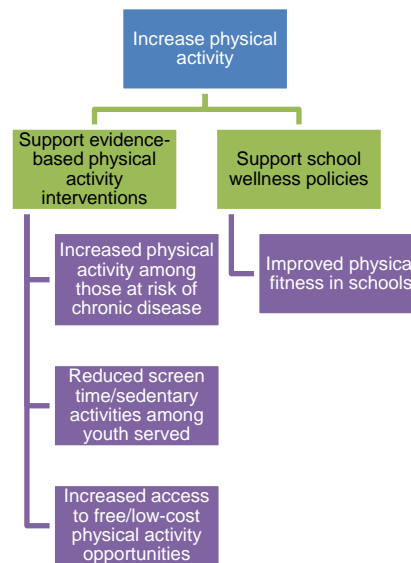 Increase physical
activity
Support evidence-
based physical
activity
interventions
Support school
wellness policies
Increased physical
activity among
those at risk of
chronic disease
Improved physical
fitness in schools
Reduced screen
time/sedentary
activities among
youth served
Increased access
to free/low-cost
physical activity
opportunities